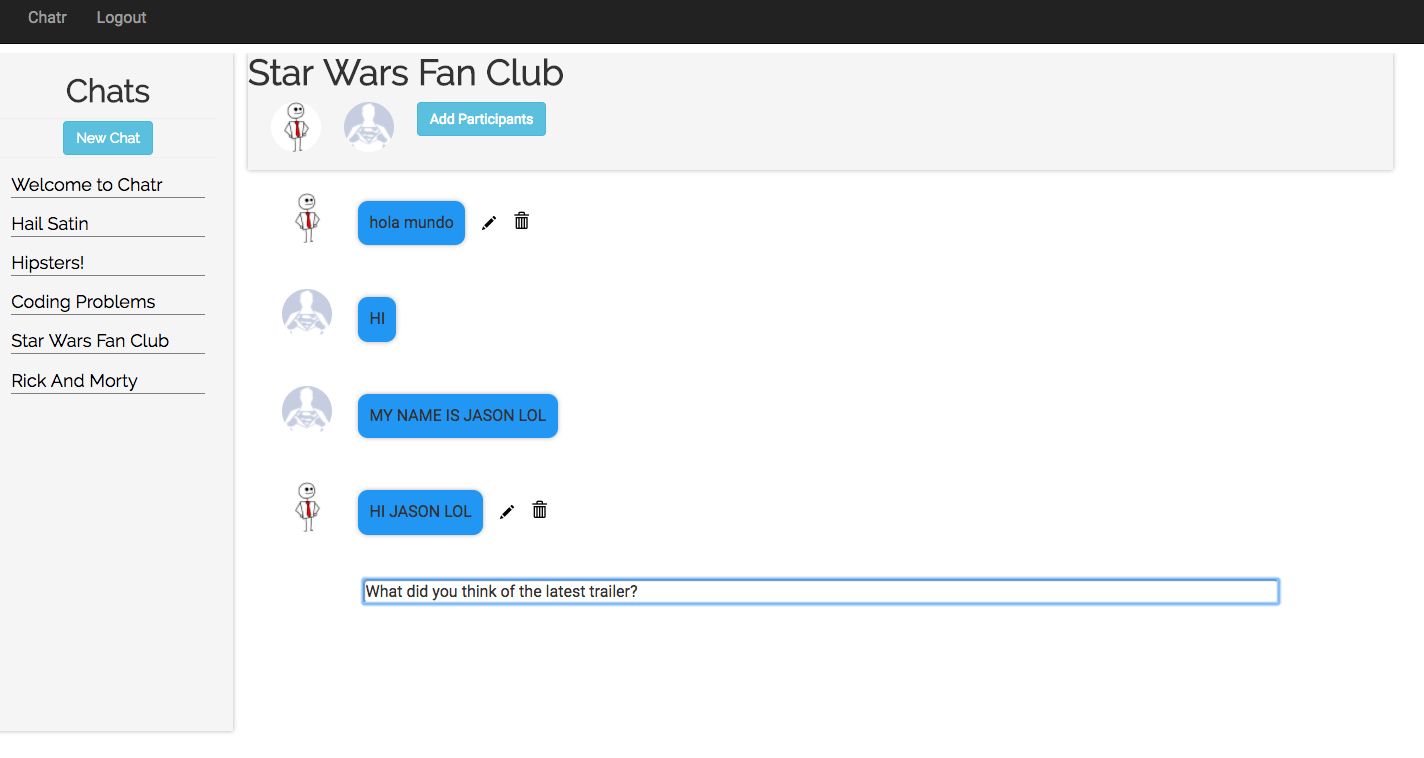 Chatr Logout
Chats
New Chat
Welcome to Chatr
Hail Satin
Hipsters!
Coding Problems
Star Wars Fan Club
Rick And Morty
Star Wars Fan Club
Add Participants
hola mundo
HI
MY NAME IS JASON LOL
HI JASON LOL
What did you think of the latest trailer?